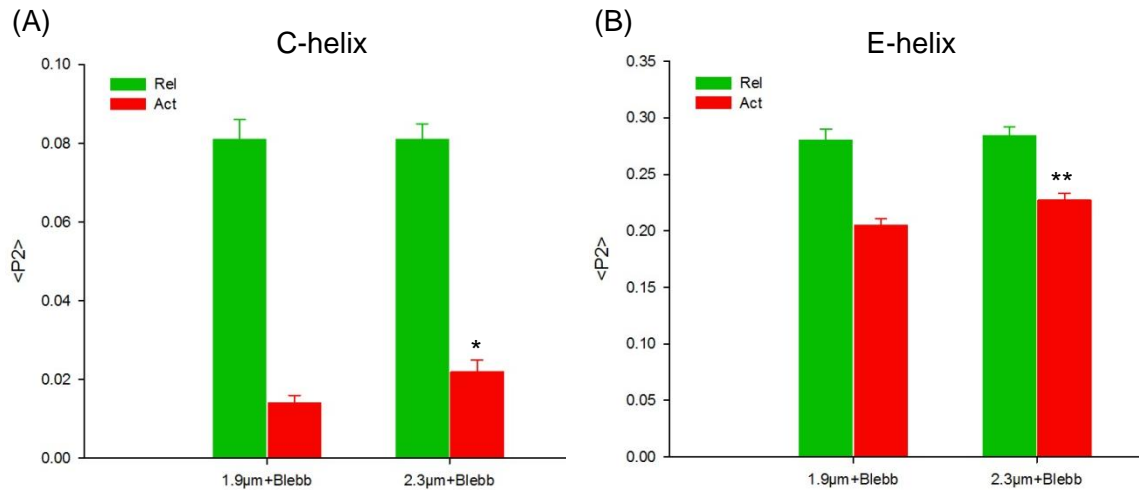 (A)
C-helix
0.10
0.08
0.06
0.04
0.02
0.00
<P2>
Rel
Act
*
1.9µm+Blebb
2.3µm+Blebb
(B)
E-helix
0.35
0.30
0.25
0.20
0.15
0.10
0.05
0.00
<P2>
Rel
Act
**
1.9µm+Blebb
2.3µm+Blebb